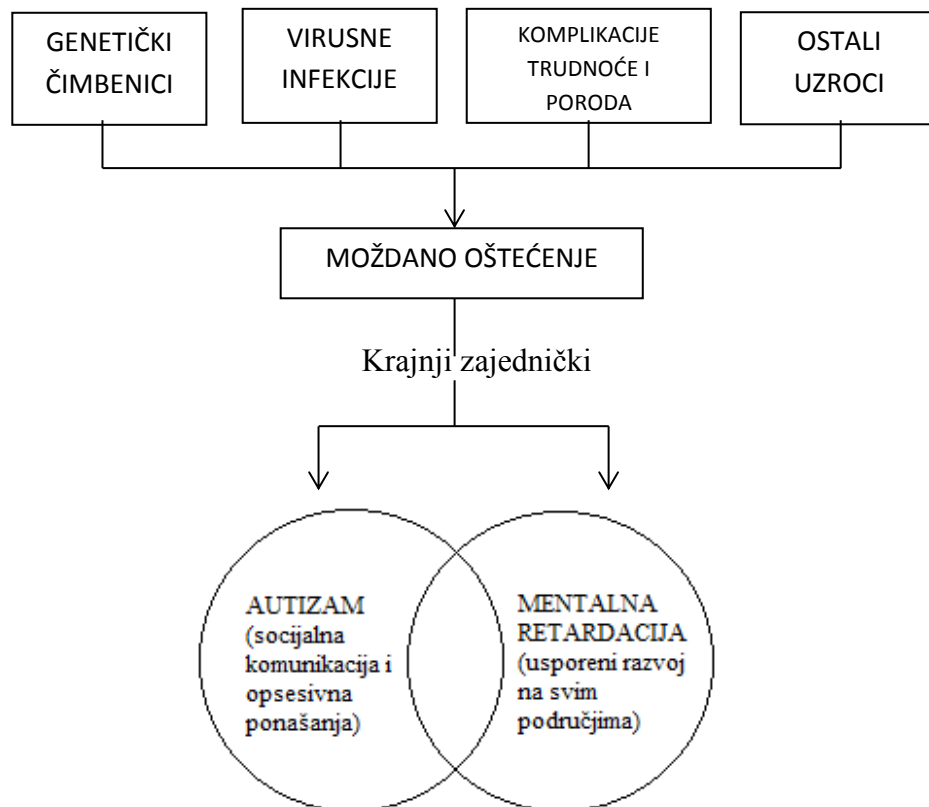 GENETIČKI
ČIMBENICI
VIRUSNE
INFEKCIJE
KOMPLIKACIJE
TRUDNOĆE I
PORODA
OSTALI
UZROCI
MOŽDANO OŠTEĆENJE
Krajnji zajednički
AUTIZAM
(socijalna
komunikacija i
opsesivna
ponašanja)
MENTALNA
RETARDACIJA
(usporeni razvoj
na svim
područjima)